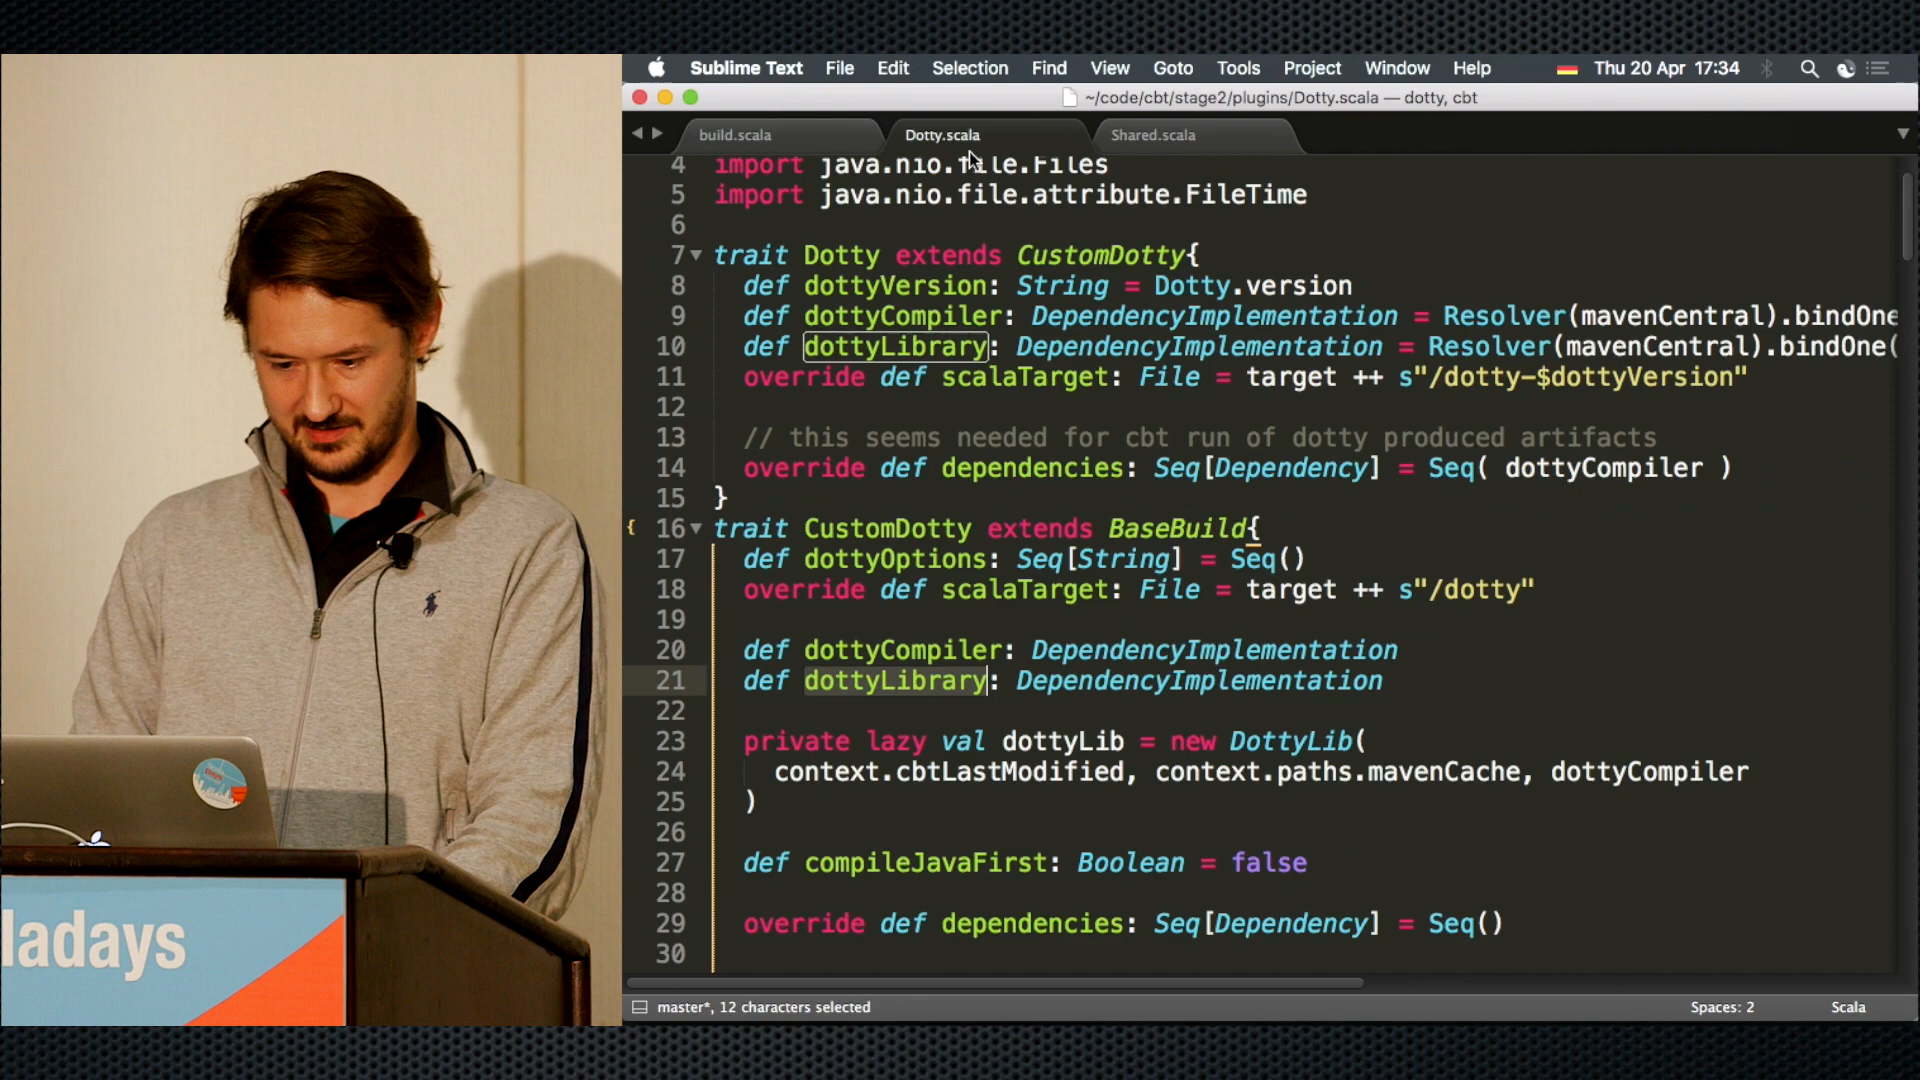 Sublime Text File Edit Selection Find View Goto Tools Project Window Help Thu 20 Apr 17:34
~/code/cbt/stage2/plugins/Dotty.scala — dotty, cbt
build.scala Dotty.scala Shared.scala
4 import java.nio.file.Files
5 import java.nio.file.attribute.FileTime
6
7 trait Dotty extends CustomDotty{
8 def dottyVersion: String = Dotty.version
9 def dottyCompiler: DependencyImplementation = Resolver(mavenCentral).bindOne
10 def dottyLibrary: DependencyImplementation = Resolver(mavenCentral).bindOne(
11 override def scalaTarget: File = target ++ s"/dotty-$dottyVersion"
12
13 // this seems needed for cbt run of dotty produced artifacts
14 override def dependencies: Seq[Dependency] = Seq( dottyCompiler )
15 }
{ 16 trait CustomDotty extends BaseBuild{
17 def dottyOptions: Seq[String] = Seq()
18 override def scalaTarget: File = target ++ s"/dotty"
19
20 def dottyCompiler: DependencyImplementation
21 def dottyLibrary: DependencyImplementation
22
23 private lazy val dottyLib = new DottyLib(
24 context.cbtLastModified, context.paths.mavenCache, dottyCompiler
25 )
26
27 def compileJavaFirst: Boolean = false
28
29 override def dependencies: Seq[Dependency] = Seq()
30
master*, 12 characters selected Spaces: 2 Scala
ladays